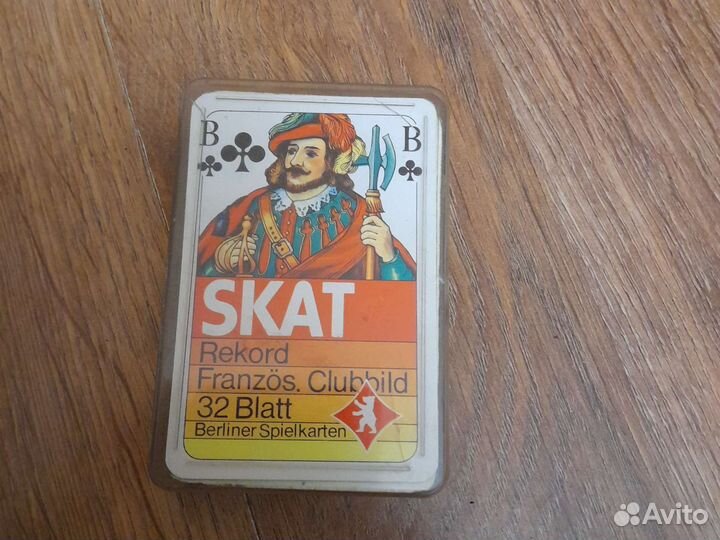 B B
SKAT
Rekord
Französ. Clubbild
32 Blatt
Berliner Spielkarten
Avito